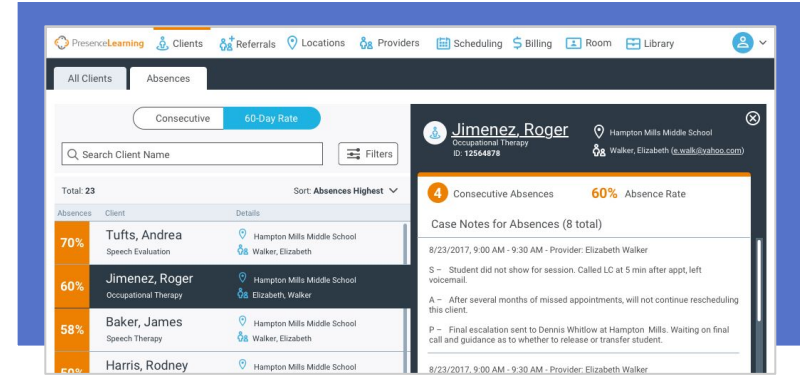 PresenceLearning Clients Referrals Locations Providers Scheduling Billing Room Library
All Clients Absences
Consecutive 60-Day Rate
Search Client Name Filters
Total: 23 Sort: Absences Highest
Absences Client Details
70% Tufts, Andrea Hampton Mills Middle School
Speech Evaluation Walker, Elizabeth
60% Jimenez, Roger Hampton Mills Middle School
Occupational Therapy Elizabeth, Walker
58% Baker, James Hampton Mills Middle School
Speech Therapy Walker, Elizabeth
Harris, Rodney Hampton Mills Middle School
Jimenez, Roger Hampton Mills Middle School
Occupational Therapy
ID: 12564878 Walker, Elizabeth (e.walk@yahoo.com)
4 Consecutive Absences 60% Absence Rate
Case Notes for Absences (8 total)
8/23/2017, 9:00 AM - 9:30 AM - Provider: Elizabeth Walker
S – Student did not show for session. Called LC at 5 min after appt, left
voicemail.
A – After several months of missed appointments, will not continue rescheduling
this client.
P – Final escalation sent to Dennis Whitlow at Hampton Mills. Waiting on final
call and guidance as to whether to release or transfer student.
8/23/2017, 9:00 AM - 9:30 AM - Provider: Elizabeth Walker